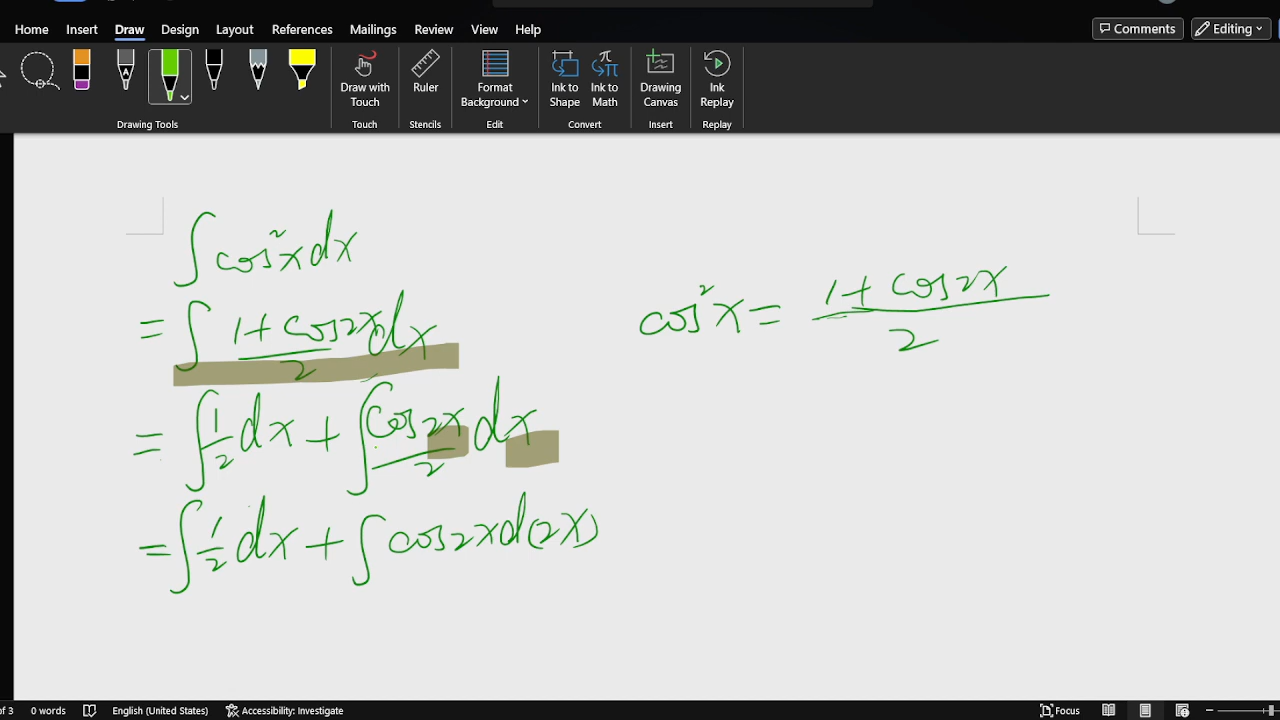 Home Insert Draw Design Layout References Mailings Review View Help Comments Editing
Draw with Touch Ruler Format Background Ink to Shape Ink to Math Drawing Canvas Ink Replay
Drawing Tools Touch Stencils Edit Convert Insert Replay
∫ cos²x dx
= ∫ (1 + cos2x)/2 dx
cos²x = (1 + cos2x)/2
= ∫ 1/2 dx + ∫ cos2x/2 dx
= ∫ 1/2 dx + ∫ cos2x d(2x)
of 3 0 words English (United States) Accessibility: Investigate Focus